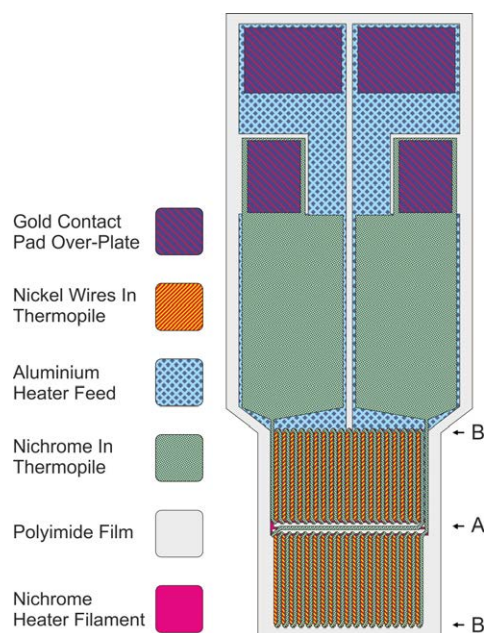 Gold Contact
Pad Over-Plate
Nickel Wires In
Thermopile
Aluminium
Heater Feed
Nichrome In
Thermopile
Polyimide Film
Nichrome
Heater Filament
B
A
B